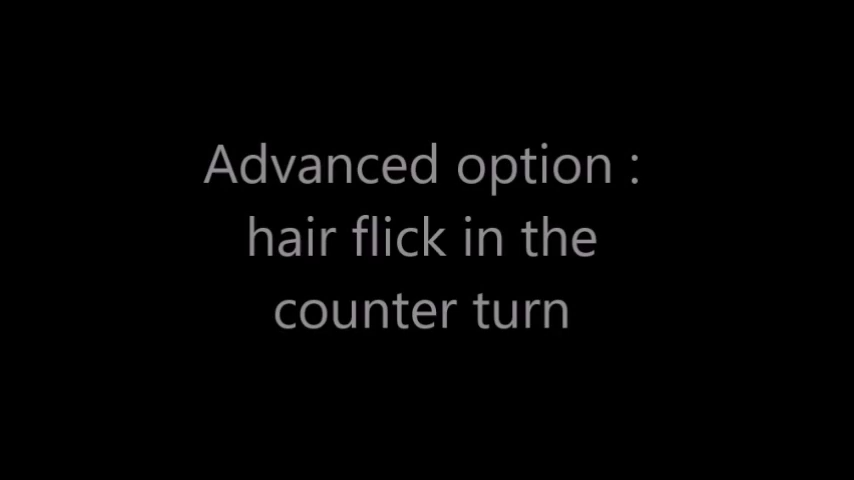 Advanced option :
hair flick in the
counter turn